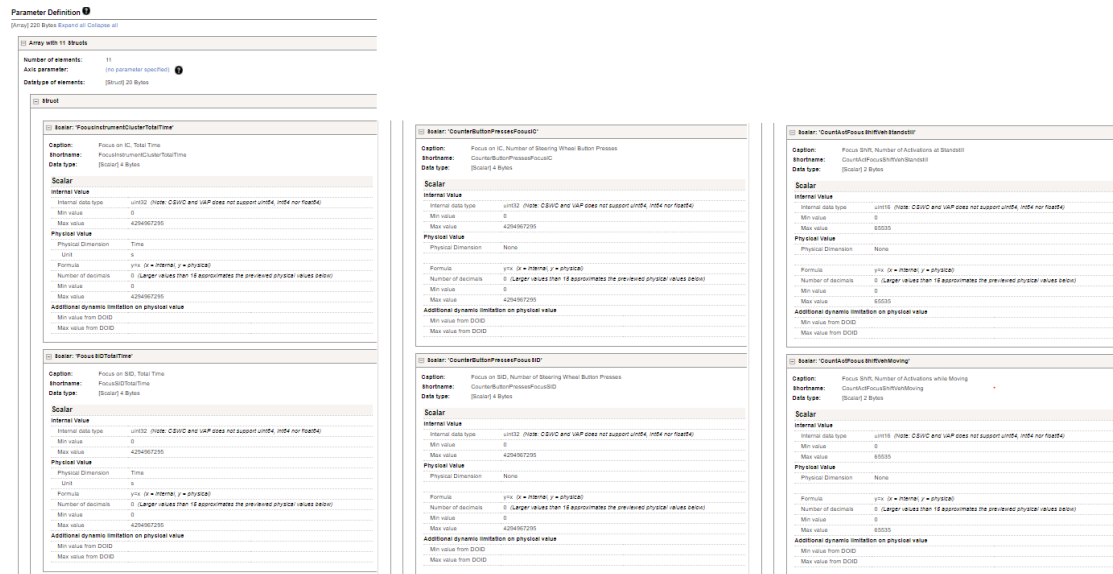 Parameter Definition ?
[Array] 220 Bytes Expand all Collapse all
Array with 11 Structs
Number of elements: 11
Axis parameter: (no parameter specified) ?
Datatype of elements: [Struct] 20 Bytes
Struct
Scalar: 'FocusInstrumentClusterTotalTime'
Caption: Focus on IC, Total Time
Shortname: FocusInstrumentClusterTotalTime
Data type: [Scalar] 4 Bytes
Scalar
Internal Value
Internal data type uint32 (Note: CSWC and VAP does not support uint64, int64 nor float64)
Min value 0
Max value 4294967295
Physical Value
Physical Dimension Time
Unit s
Formula y=x (x = internal, y = physical)
Number of decimals 0 (Larger values than 16 approximates the previewed physical values below)
Min value 0
Max value 4294967295
Additional dynamic limitation on physical value
Min value from DOID
Max value from DOID
Scalar: 'FocusSIDTotalTime'
Caption: Focus on SID, Total Time
Shortname: FocusSIDTotalTime
Data type: [Scalar] 4 Bytes
Scalar
Internal Value
Internal data type uint32 (Note: CSWC and VAP does not support uint64, int64 nor float64)
Min value 0
Max value 4294967295
Physical Value
Physical Dimension Time
Unit s
Formula y=x (x = internal, y = physical)
Number of decimals 0 (Larger values than 16 approximates the previewed physical values below)
Min value 0
Max value 4294967295
Additional dynamic limitation on physical value
Min value from DOID
Max value from DOID
Scalar: 'CounterButtonPressesFocusIC'
Caption: Focus on IC, Number of Steering Wheel Button Presses
Shortname: CounterButtonPressesFocusIC
Data type: [Scalar] 4 Bytes
Scalar
Internal Value
Internal data type uint32 (Note: CSWC and VAP does not support uint64, int64 nor float64)
Min value 0
Max value 4294967295
Physical Value
Physical Dimension None
Formula y=x (x = internal, y = physical)
Number of decimals 0 (Larger values than 16 approximates the previewed physical values below)
Min value 0
Max value 4294967295
Additional dynamic limitation on physical value
Min value from DOID
Max value from DOID
Scalar: 'CounterButtonPressesFocusSID'
Caption: Focus on SID, Number of Steering Wheel Button Presses
Shortname: CounterButtonPressesFocusSID
Data type: [Scalar] 4 Bytes
Scalar
Internal Value
Internal data type uint32 (Note: CSWC and VAP does not support uint64, int64 nor float64)
Min value 0
Max value 4294967295
Physical Value
Physical Dimension None
Formula y=x (x = internal, y = physical)
Number of decimals 0 (Larger values than 16 approximates the previewed physical values below)
Min value 0
Max value 4294967295
Additional dynamic limitation on physical value
Min value from DOID
Max value from DOID
Scalar: 'CountActFocusShiftVehStandstill'
Caption: Focus Shift, Number of Activations at Standstill
Shortname: CountActFocusShiftVehStandstill
Data type: [Scalar] 2 Bytes
Scalar
Internal Value
Internal data type uint16 (Note: CSWC and VAP does not support uint64, int64 nor float64)
Min value 0
Max value 65535
Physical Value
Physical Dimension None
Formula y=x (x = internal, y = physical)
Number of decimals 0 (Larger values than 16 approximates the previewed physical values below)
Min value 0
Max value 65535
Additional dynamic limitation on physical value
Min value from DOID
Max value from DOID
Scalar: 'CountActFocusShiftVehMoving'
Caption: Focus Shift, Number of Activations while Moving
Shortname: CountActFocusShiftVehMoving
Data type: [Scalar] 2 Bytes
Scalar
Internal Value
Internal data type uint16 (Note: CSWC and VAP does not support uint64, int64 nor float64)
Min value 0
Max value 65535
Physical Value
Physical Dimension None
Formula y=x (x = internal, y = physical)
Number of decimals 0 (Larger values than 16 approximates the previewed physical values below)
Min value 0
Max value 65535
Additional dynamic limitation on physical value
Min value from DOID
Max value from DOID